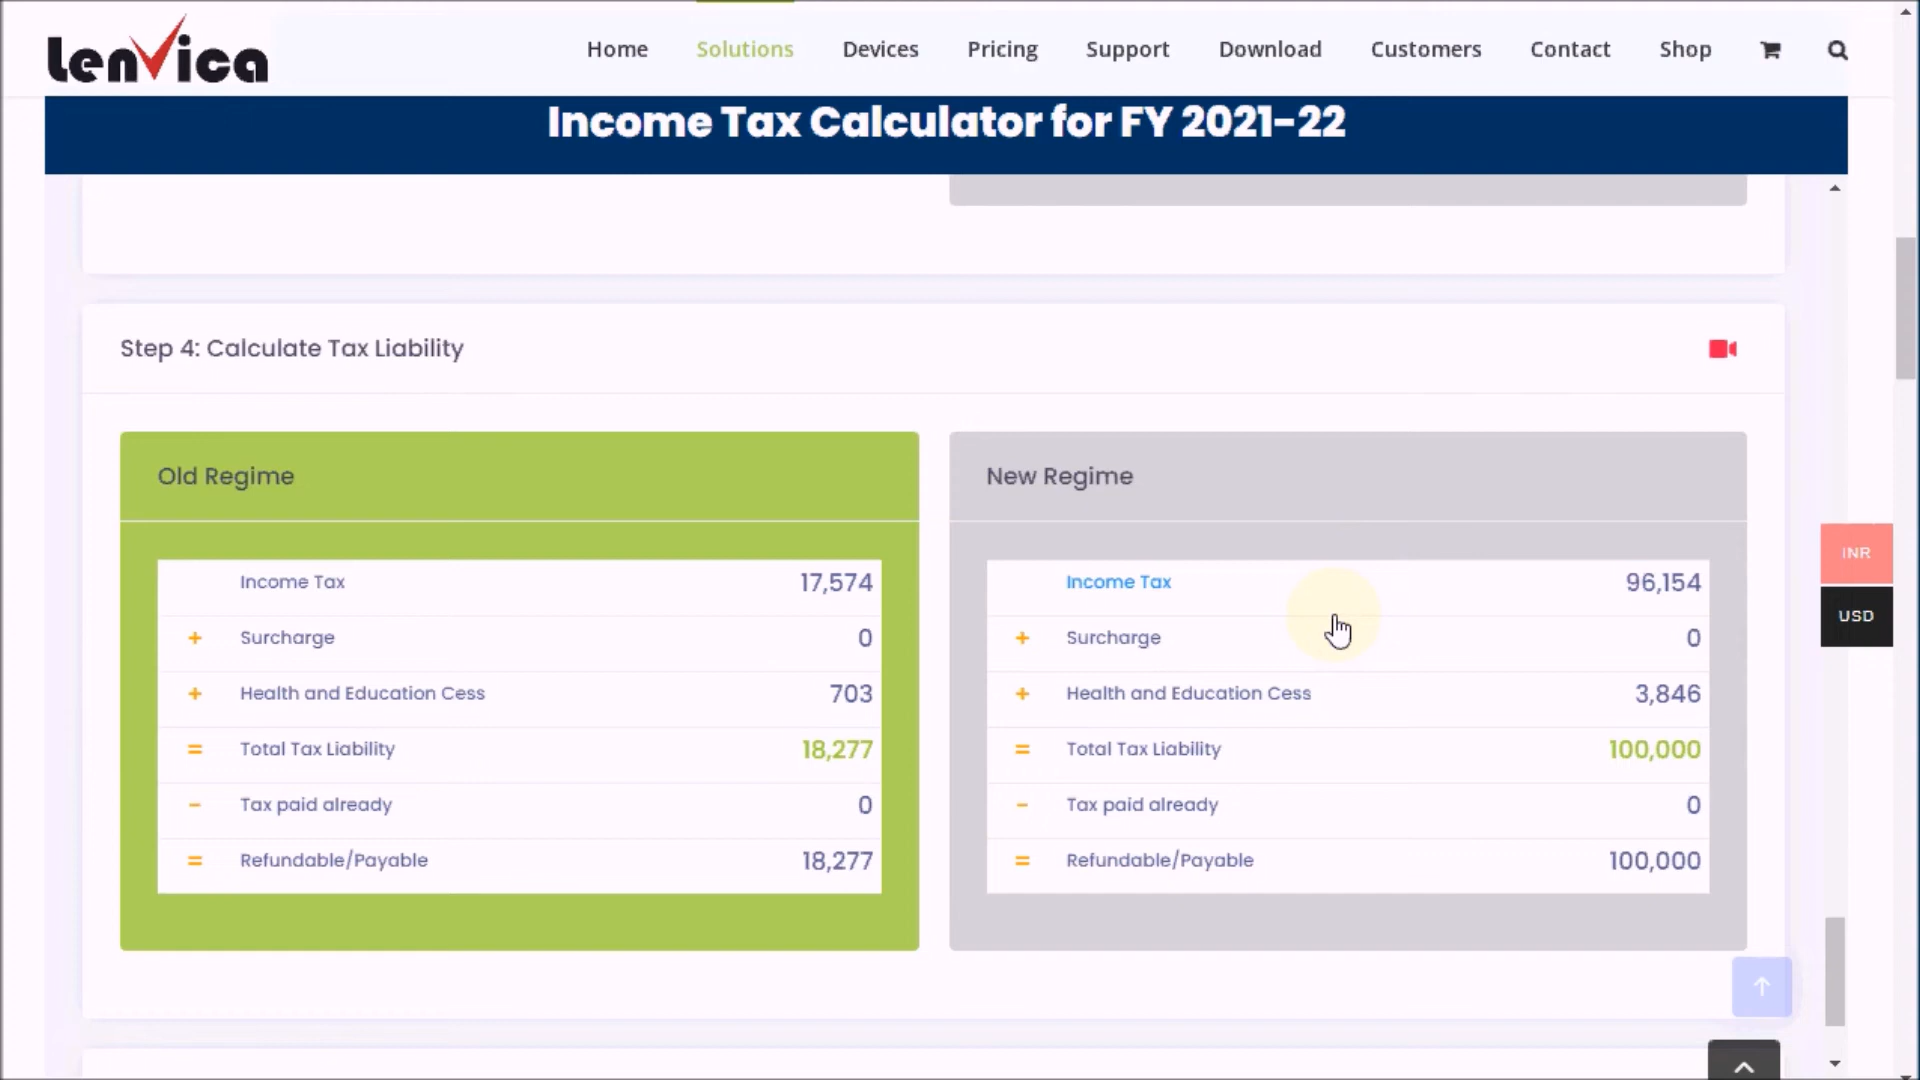 lenvica
Home Solutions Devices Pricing Support Download Customers Contact Shop
Income Tax Calculator for FY 2021-22
Step 4: Calculate Tax Liability
Old Regime
Income Tax 17,574
+ Surcharge 0
+ Health and Education Cess 703
= Total Tax Liability 18,277
- Tax paid already 0
= Refundable/Payable 18,277
New Regime
Income Tax 96,154
+ Surcharge 0
+ Health and Education Cess 3,846
= Total Tax Liability 100,000
- Tax paid already 0
= Refundable/Payable 100,000
INR
USD